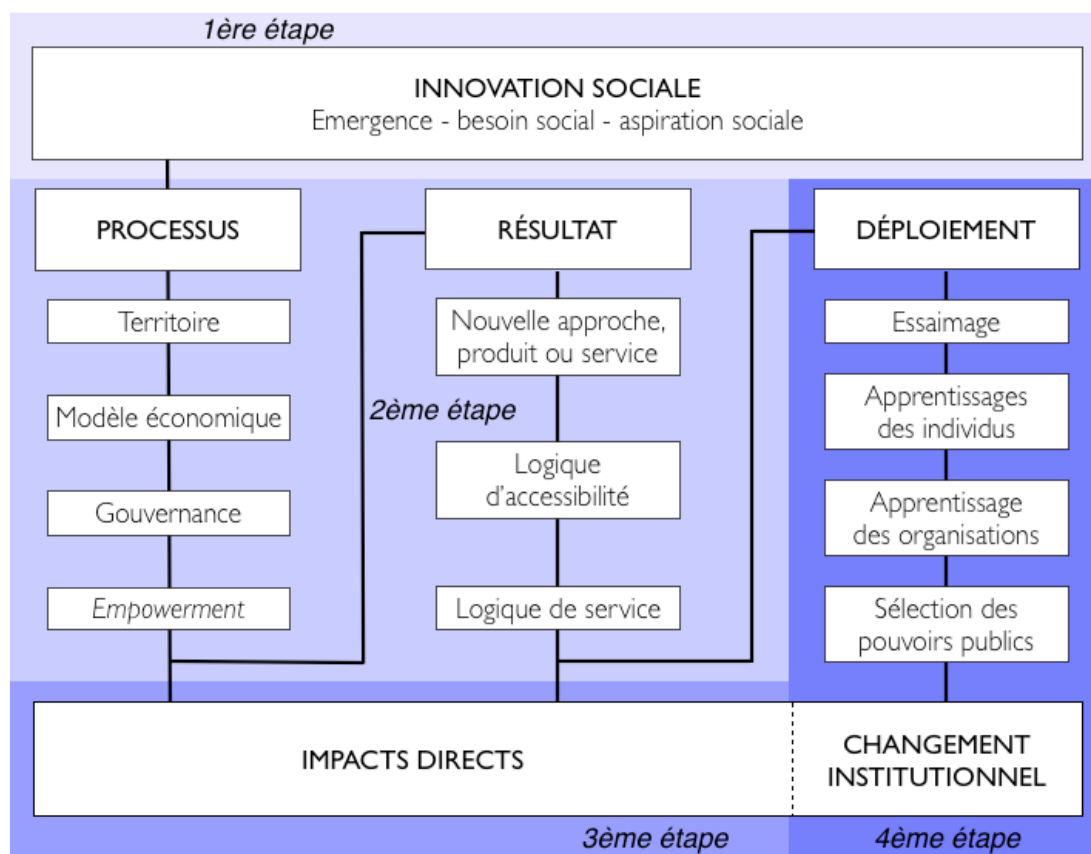 1ère étape
INNOVATION SOCIALE
Emergence - besoin social - aspiration sociale
PROCESSUS
Territoire
Modèle économique
Gouvernance
Empowerment
2ème étape
RÉSULTAT
Nouvelle approche,
produit ou service
Logique
d'accessibilité
Logique de service
DÉPLOIEMENT
Essaimage
Apprentissages
des individus
Apprentissage
des organisations
Sélection des
pouvoirs publics
IMPACTS DIRECTS
CHANGEMENT
INSTITUTIONNEL
3ème étape
4ème étape